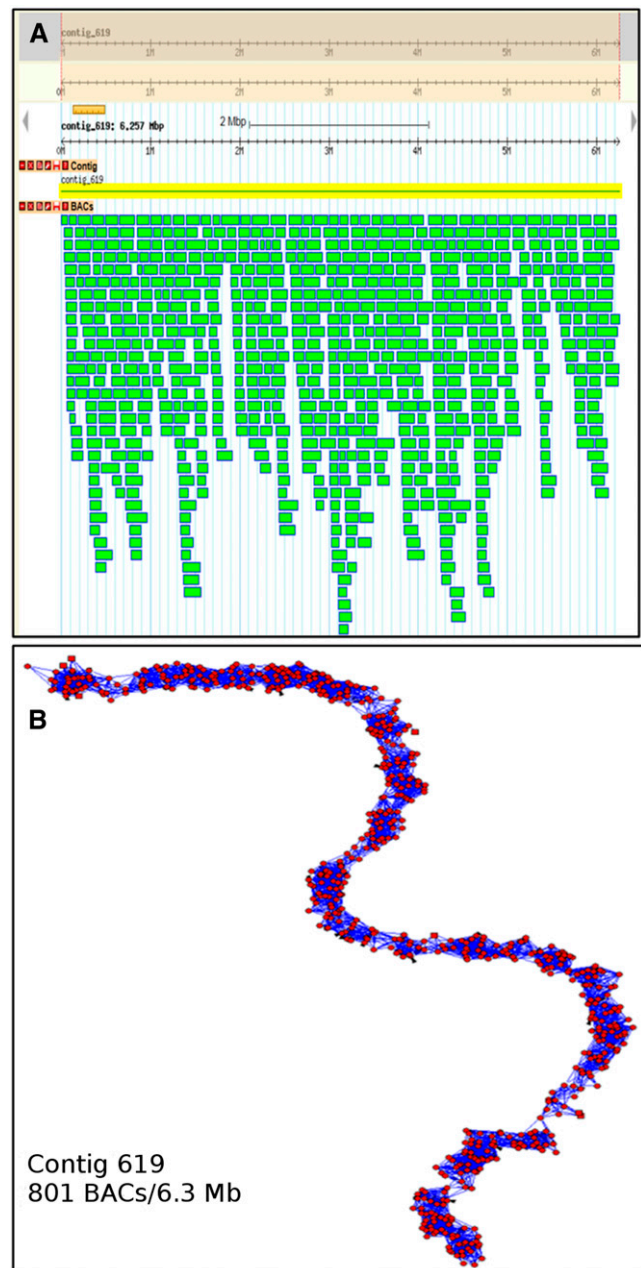 A
contig_619
0M 1M 2M 3M 4M 5M 6M
0M 1M 2M 3M 4M 5M 6M
2 Mbp
contig_619: 6.257 Mbp
0M 1M 2M 3M 4M 5M 6M
Contig
contig_619
BACs
B
Contig 619
801 BACs/6.3 Mb